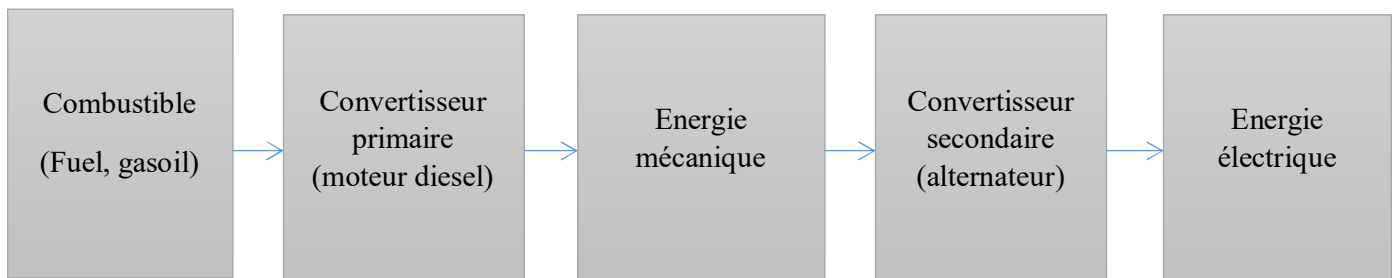 Combustible
(Fuel, gasoil)
Convertisseur
primaire
(moteur diesel)
Energie
mécanique
Convertisseur
secondaire
(alternateur)
Energie
électrique